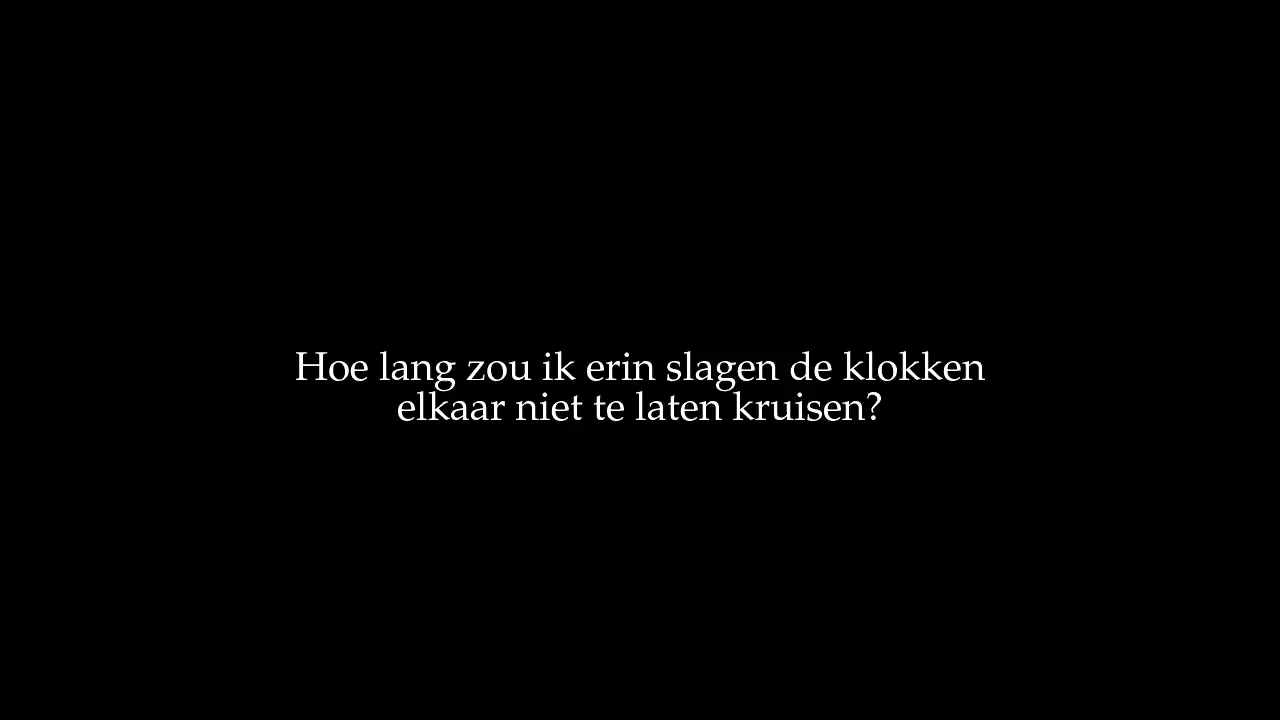 Hoe lang zou ik erin slagen de klokken
elkaar niet te laten kruisen?